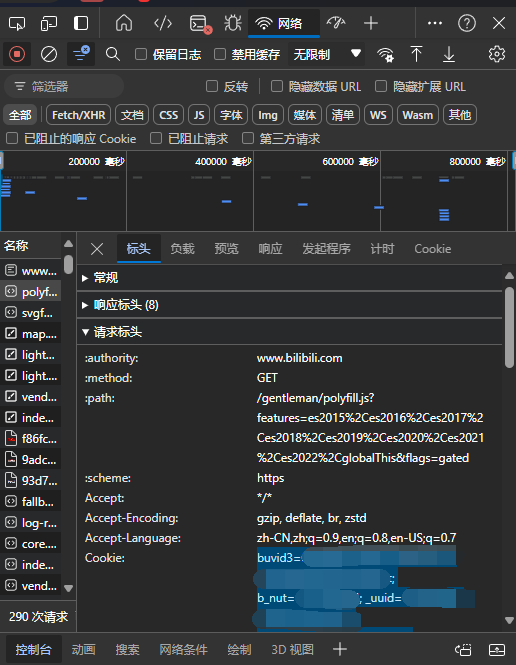 网络
保留日志 禁用缓存 无限制
筛选器 反转 隐藏数据 URL 隐藏扩展 URL
全部 Fetch/XHR 文档 CSS JS 字体 Img 媒体 清单 WS Wasm 其他
已阻止的响应 Cookie 已阻止请求 第三方请求
200000 毫秒 400000 毫秒 600000 毫秒 800000 毫秒
名称 标头 负载 预览 响应 发起程序 计时 Cookie
www...
polyf...
svgf...
map....
light...
light...
vend...
inde...
f86fc...
9adc...
93d7...
fallb...
log-r...
core....
inde...
vend...
290 次请求
常规
响应标头 (8)
请求标头
:authority: www.bilibili.com
:method: GET
:path: /gentleman/polyfill.js?
features=es2015%2Ces2016%2Ces2017%2
Ces2018%2Ces2019%2Ces2020%2Ces2021
%2Ces2022%2CglobalThis&flags=gated
:scheme: https
Accept: */*
Accept-Encoding: gzip, deflate, br, zstd
Accept-Language: zh-CN,zh;q=0.9,en;q=0.8,en-US;q=0.7
Cookie: buvid3=
b_nut= ; _uuid=
控制台 动画 搜索 网络条件 绘制 3D 视图